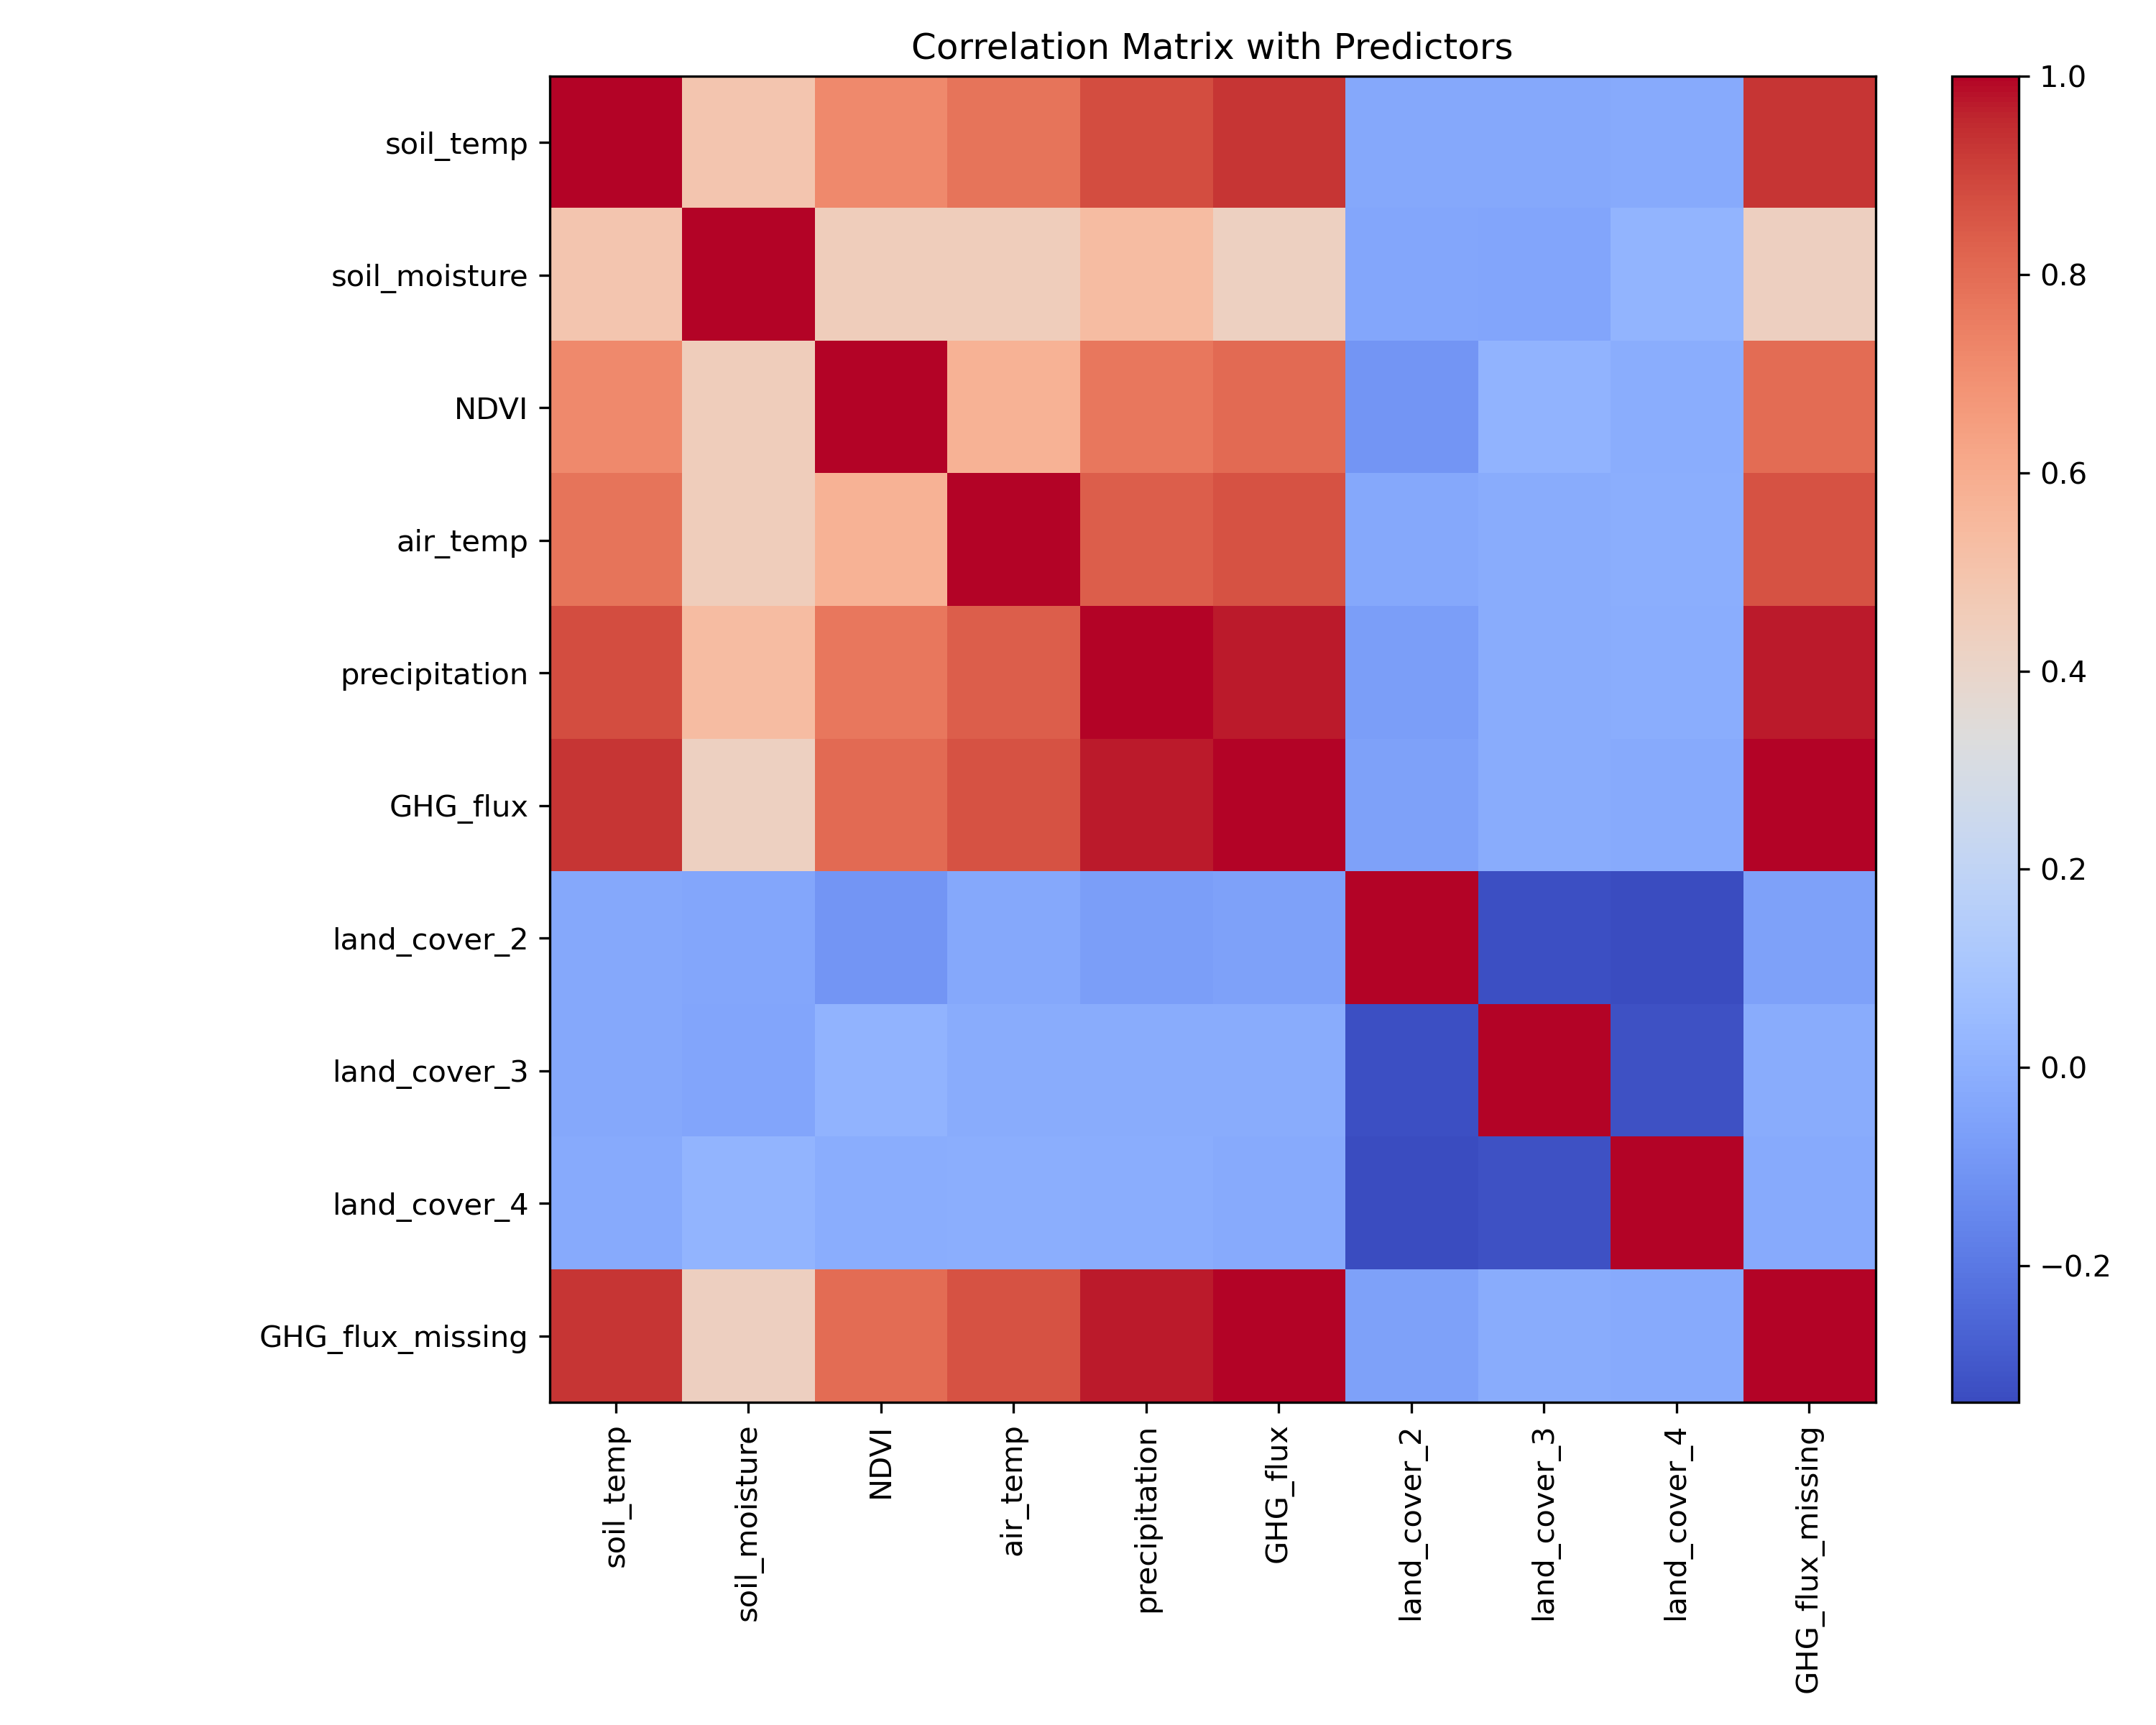 Correlation Matrix with Predictors
soil_temp
soil_moisture
NDVI
air_temp
precipitation
GHG_flux
land_cover_2
land_cover_3
land_cover_4
GHG_flux_missing
soil_temp
soil_moisture
NDVI
air_temp
precipitation
GHG_flux
land_cover_2
land_cover_3
land_cover_4
GHG_flux_missing
1.0
0.8
0.6
0.4
0.2
0.0
−0.2